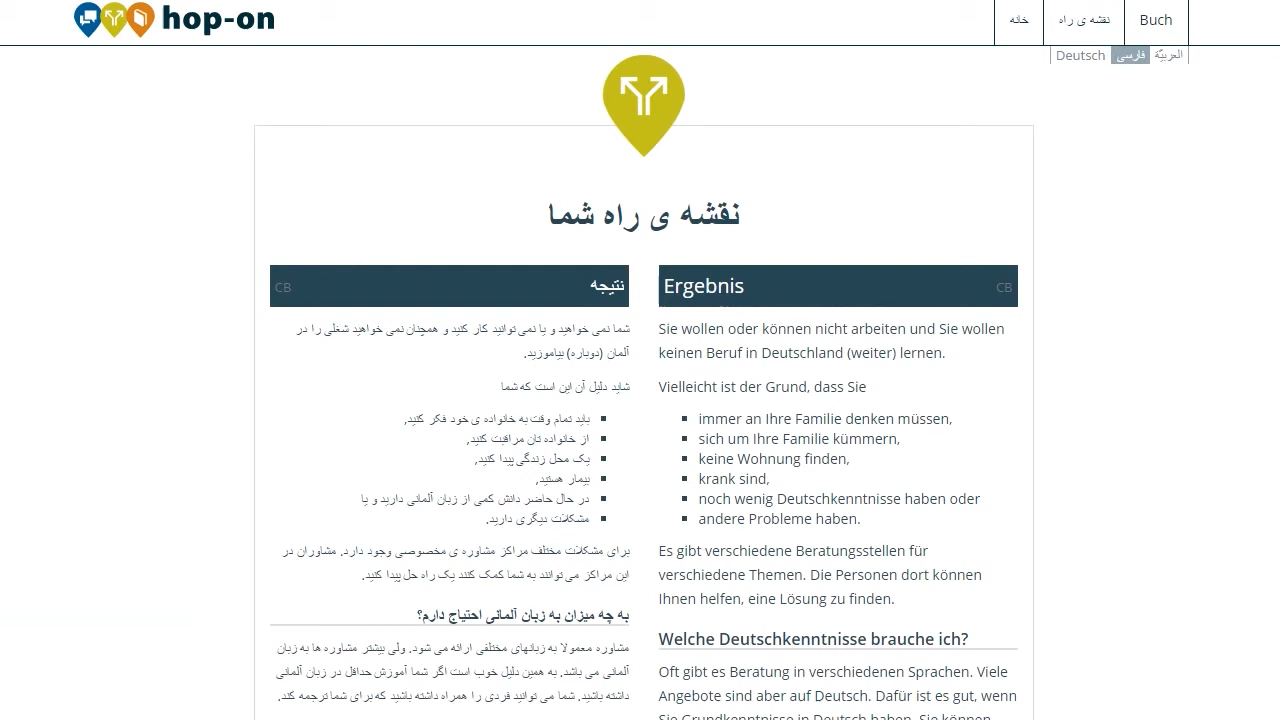 hop-on
خانه
نقشه ی راه
Buch
Deutsch
فارسی
العربيّة
نقشه ی راه شما
نتیجه
CB
شما نمی خواهید و یا نمی توانید کار کنید و همچنان نمی خواهید شغلی را در
آلمان (دوباره) بیاموزید.
شاید دلیل آن این است که شما
باید تمام وقت به خانواده ی خود فکر کنید,
از خانواده تان مراقبت کنید,
یک محل زندگی پیدا کنید,
بیمار هستید,
در حال حاضر دانش کمی از زبان آلمانی دارید و یا
مشکلات دیگری دارید.
برای مشکلات مختلف مراکز مشاوره ی مخصوصی وجود دارد. مشاوران در
این مراکز می توانند به شما کمک کنند یک راه حل پیدا کنید.
به چه میزان به زبان آلمانی احتیاج دارم؟
مشاوره معمولا به زبانهای مختلفی ارائه می شود. ولی بیشتر مشاوره ها به زبان
آلمانی می باشد. به همین دلیل خوب است اگر شما آموزش حداقل در زبان آلمانی
داشته باشید. شما می توانید فردی را همراه داشته باشید که برای شما ترجمه کند.
Ergebnis
CB
Sie wollen oder können nicht arbeiten und Sie wollen
keinen Beruf in Deutschland (weiter) lernen.
Vielleicht ist der Grund, dass Sie
immer an Ihre Familie denken müssen,
sich um Ihre Familie kümmern,
keine Wohnung finden,
krank sind,
noch wenig Deutschkenntnisse haben oder
andere Probleme haben.
Es gibt verschiedene Beratungsstellen für
verschiedene Themen. Die Personen dort können
Ihnen helfen, eine Lösung zu finden.
Welche Deutschkenntnisse brauche ich?
Oft gibt es Beratung in verschiedenen Sprachen. Viele
Angebote sind aber auf Deutsch. Dafür ist es gut, wenn
Sie Grundkenntnisse in Deutsch haben. Sie können